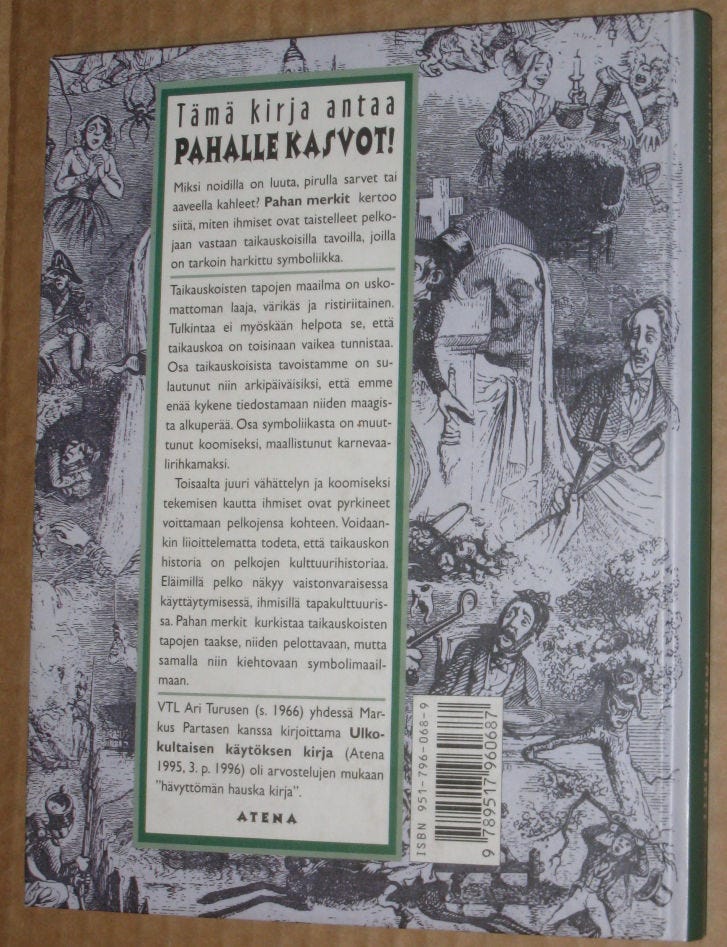 Tämä kirja antaa
PAHALLE KASVOT!
Miksi noidilla on luuta, pirulla sarvet tai
aaveella kahleet? Pahan merkit kertoo
siitä, miten ihmiset ovat taistelleet pelko-
jaan vastaan taikauskoisilla tavoilla, joilla
on tarkoin harkittu symboliikka.
Taikauskoisten tapojen maailma on usko-
mattoman laaja, värikäs ja ristiriitainen.
Tulkintaa ei myöskään helpota se, että
taikauskoa on toisinaan vaikea tunnistaa.
Osa taikauskoisista tavoistamme on su-
lautunut niin arkipäiväisiksi, että emme
enää kykene tiedostamaan niiden maagis-
ta alkuperää. Osa symboliikasta on muut-
tunut koomiseksi, maallistunut karnevaa-
lirihkamaksi.
Toisaalta juuri vähättelyn ja koomiseksi
tekemisen kautta ihmiset ovat pyrkineet
voittamaan pelkojensa kohteen. Voidaan-
kin liioittelematta todeta, että taikauskon
historia on pelkojen kulttuurihistoriaa.
Eläimillä pelko näkyy vaistonvaraisessa
käyttäytymisessä, ihmisillä tapakulttuuris-
sa. Pahan merkit kurkistaa taikauskoisten
tapojen taakse, niiden pelottavaan, mutta
samalla niin kiehtovaan symbolimaail-
maan.
VTL Ari Turusen (s. 1966) yhdessä Mar-
kus Partasen kanssa kirjoittama Ulko-
kultaisen käytöksen kirja (Atena
1995, 3. p. 1996) oli arvostelujen mukaan
"hävyttömän hauska kirja".
ATENA
ISBN 951-796-068-9
9 789517 960687